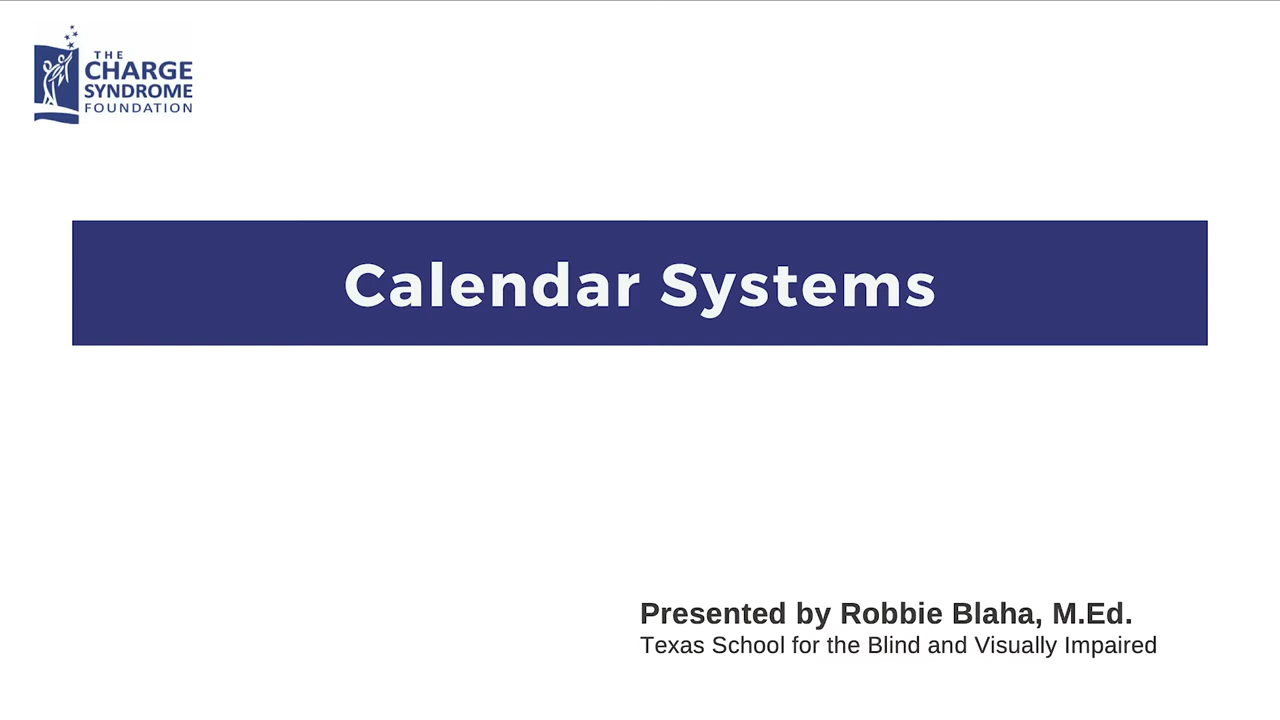 THE
CHARGE
SYNDROME
FOUNDATION
Calendar Systems
Presented by Robbie Blaha, M.Ed.
Texas School for the Blind and Visually Impaired